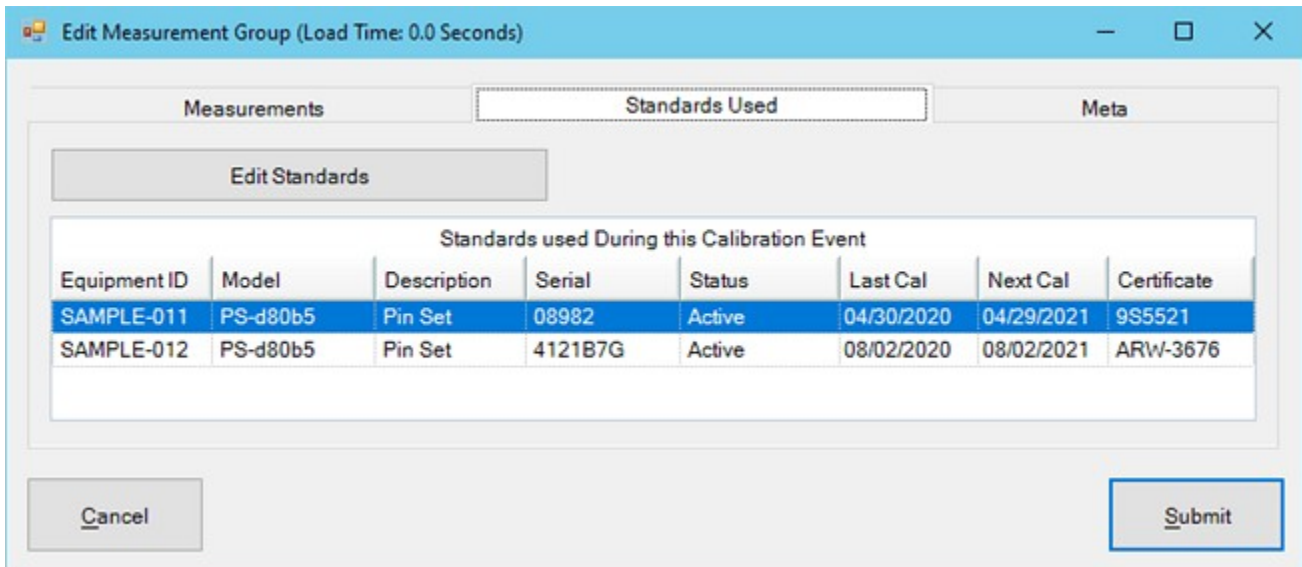 Edit Measurement Group (Load Time: 0.0 Seconds)
Measurements Standards Used Meta
Edit Standards
Standards used During this Calibration Event
Equipment ID Model Description Serial Status Last Cal Next Cal Certificate
SAMPLE-011 PS-d80b5 Pin Set 08982 Active 04/30/2020 04/29/2021 9S5521
SAMPLE-012 PS-d80b5 Pin Set 4121B7G Active 08/02/2020 08/02/2021 ARW-3676
Cancel Submit